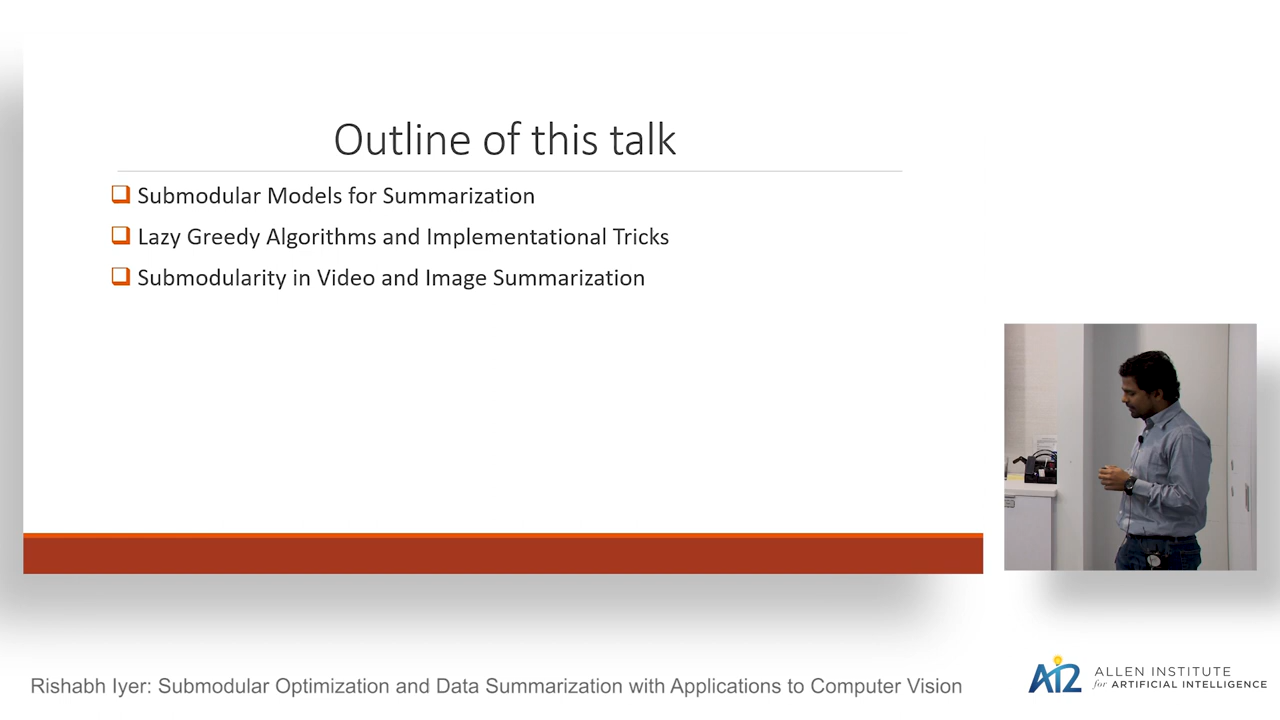 Outline of this talk
Submodular Models for Summarization
Lazy Greedy Algorithms and Implementational Tricks
Submodularity in Video and Image Summarization
Rishabh Iyer: Submodular Optimization and Data Summarization with Applications to Computer Vision
AI2 ALLEN INSTITUTE
for ARTIFICIAL INTELLIGENCE